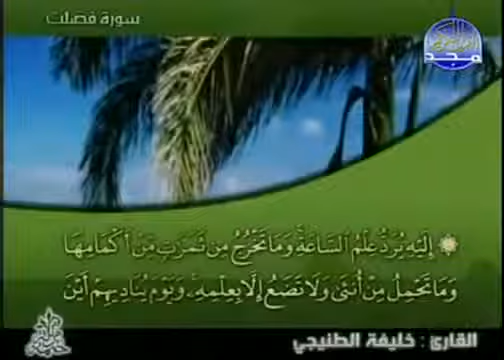 سورة فصلت
مجد
إِلَيْهِ يُرَدُّ عِلْمُ السَّاعَةِ وَمَا تَخْرُجُ مِن ثَمَرَٰتٍ مِّنْ أَكْمَامِهَا
وَمَا تَحْمِلُ مِنْ أُنثَىٰ وَلَا تَضَعُ إِلَّا بِعِلْمِهِ ۚ وَيَوْمَ يُنَادِيهِمْ أَيْنَ
القارئ : خليفة الطنيجي